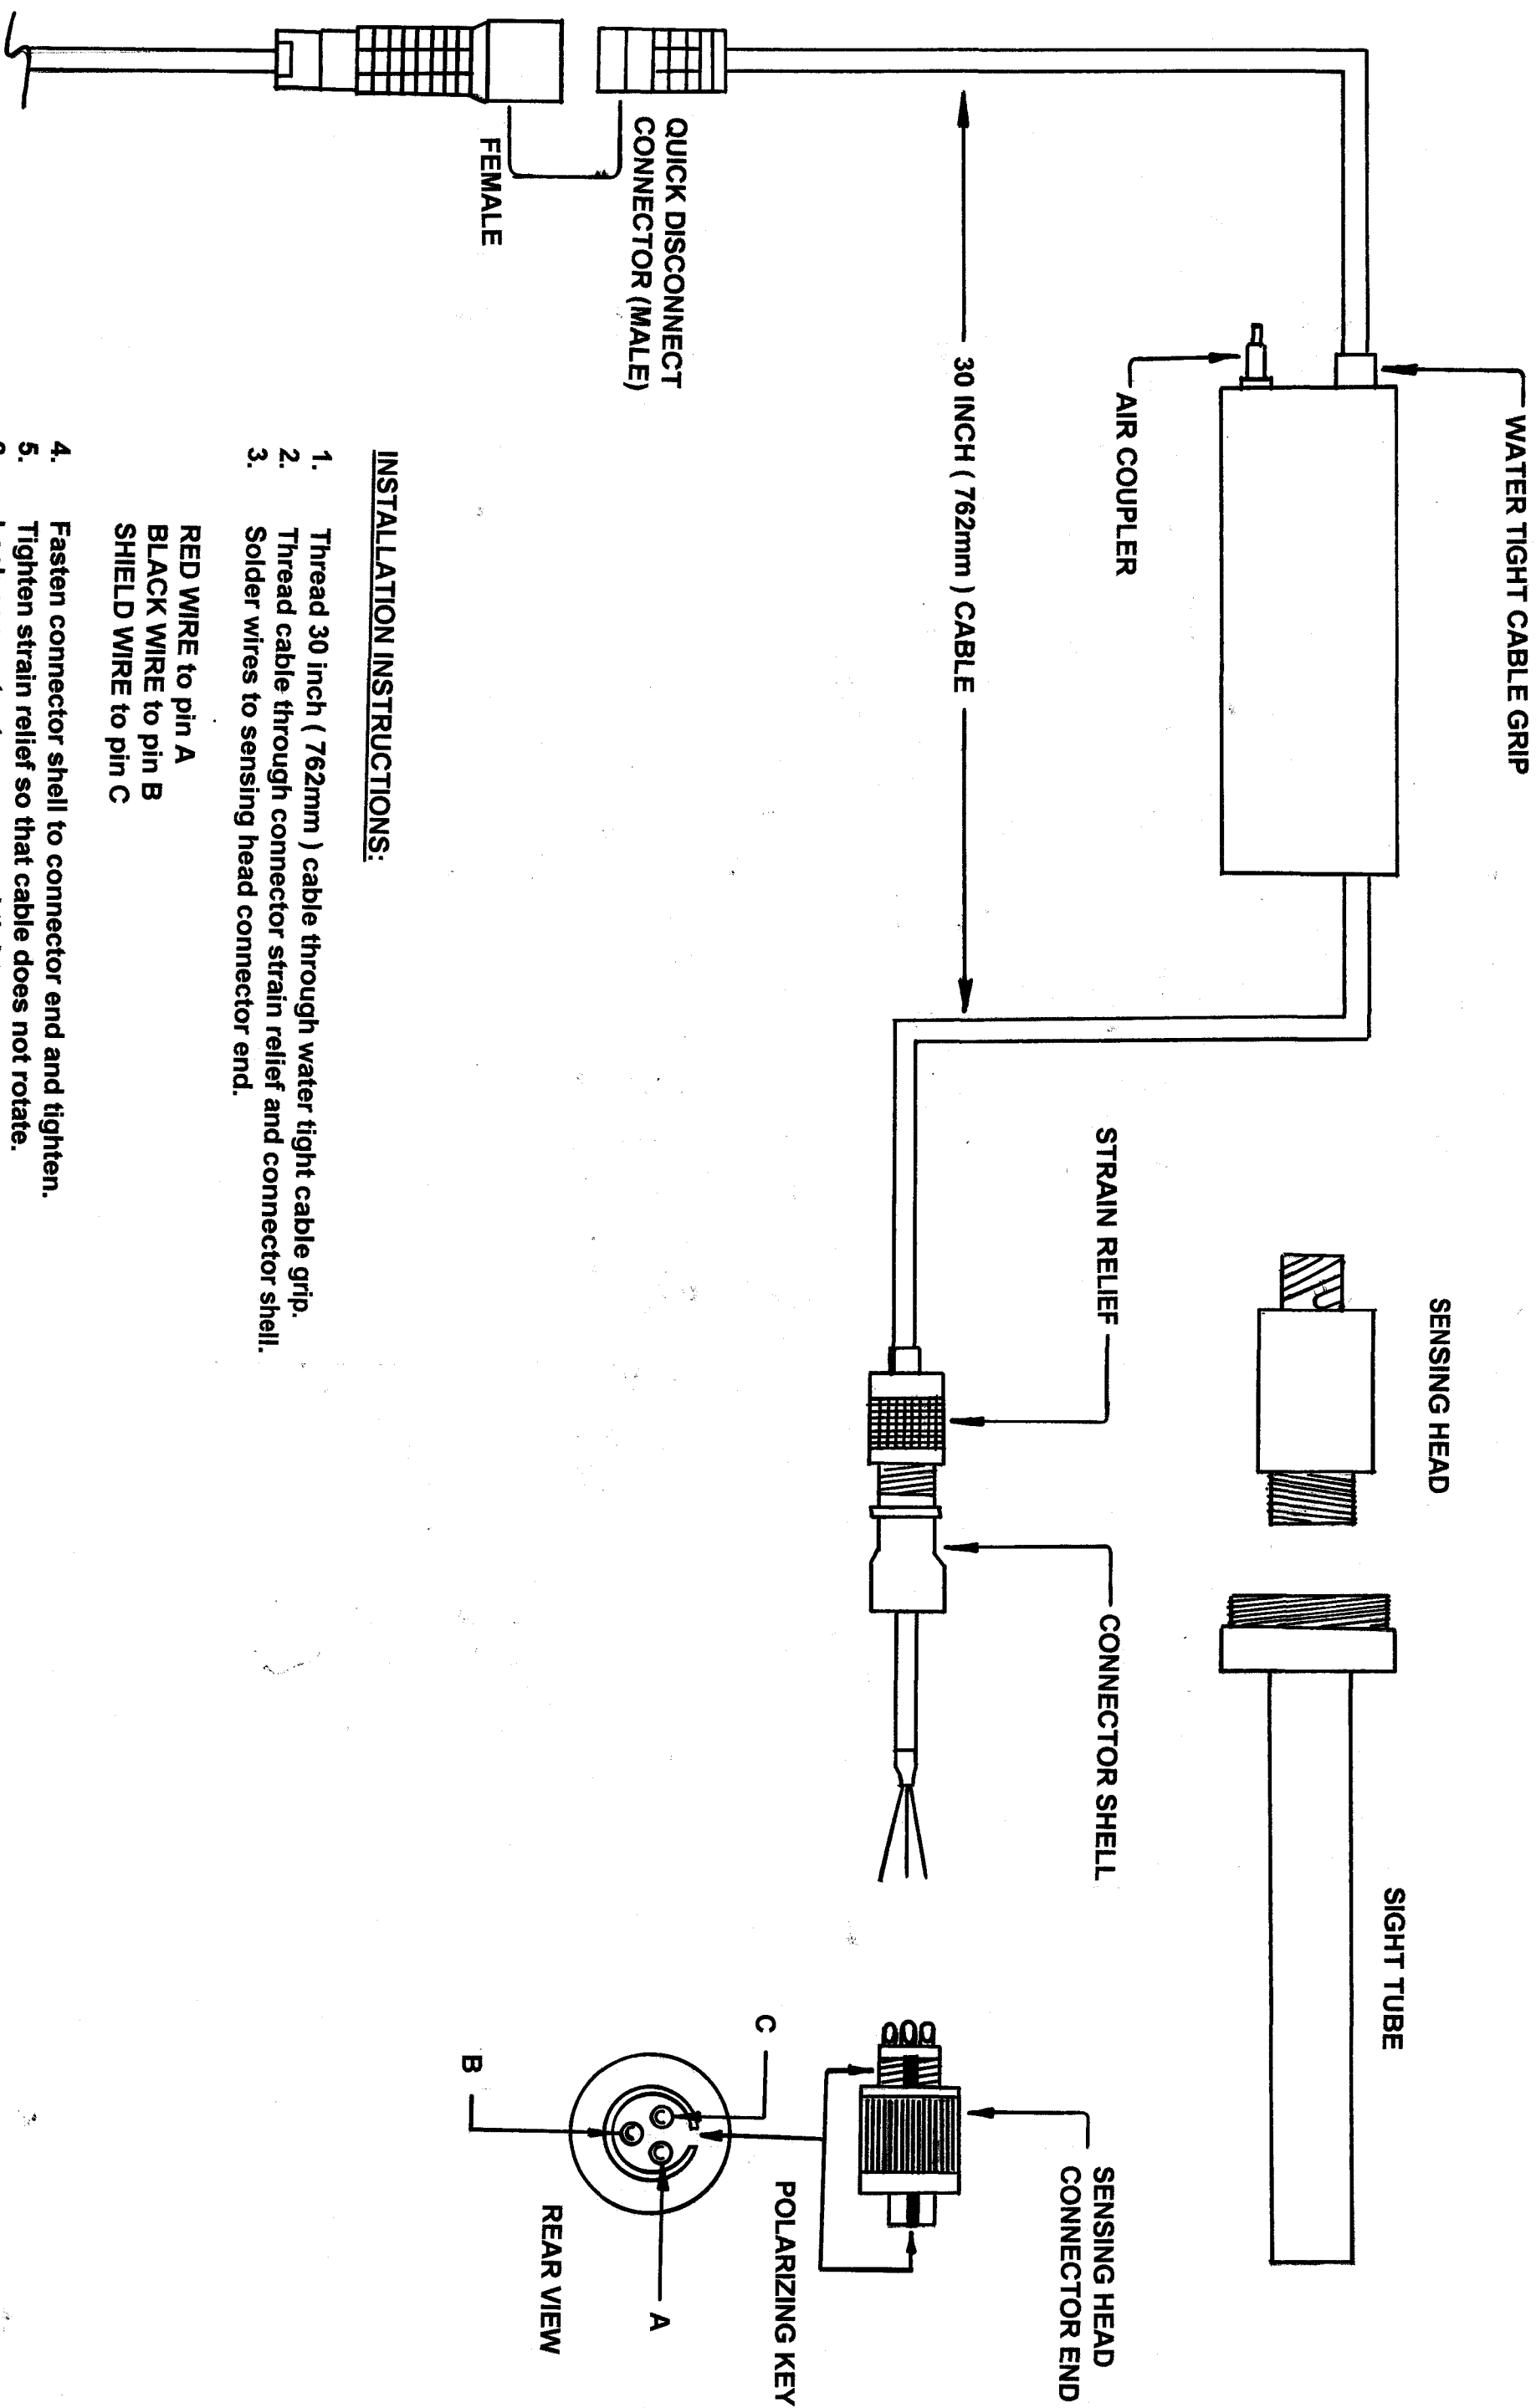 WATER TIGHT CABLE GRIP
SENSING HEAD
SIGHT TUBE
AIR COUPLER
30 INCH ( 762mm ) CABLE
STRAIN RELIEF
CONNECTOR SHELL
SENSING HEAD
CONNECTOR END
QUICK DISCONNECT
CONNECTOR (MALE)
FEMALE
C
POLARIZING KEY
B
A
REAR VIEW
INSTALLATION INSTRUCTIONS:
1. Thread 30 inch ( 762mm ) cable through water tight cable grip.
2. Thread cable through connector strain relief and connector shell.
3. Solder wires to sensing head connector end.
RED WIRE to pin A
BLACK WIRE to pin B
SHIELD WIRE to pin C
4. Fasten connector shell to connector end and tighten.
5. Tighten strain relief so that cable does not rotate.